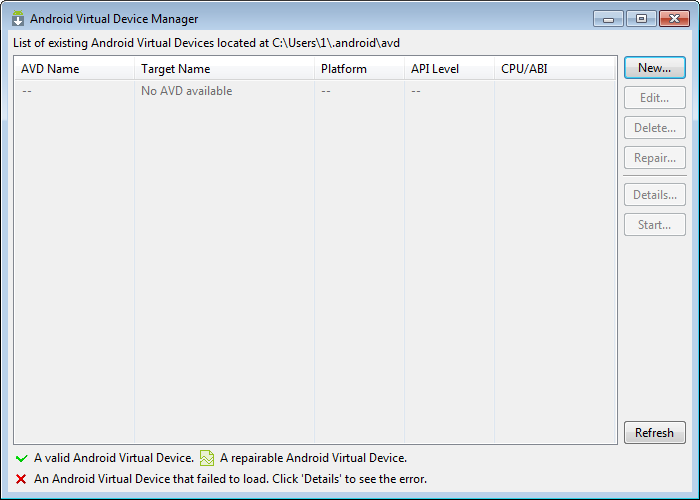 Android Virtual Device Manager
List of existing Android Virtual Devices located at C:\Users\1\.android\avd
AVD Name Target Name Platform API Level CPU/ABI
-- No AVD available -- --
New...
Edit...
Delete...
Repair...
Details...
Start...
Refresh
A valid Android Virtual Device. A repairable Android Virtual Device.
An Android Virtual Device that failed to load. Click 'Details' to see the error.